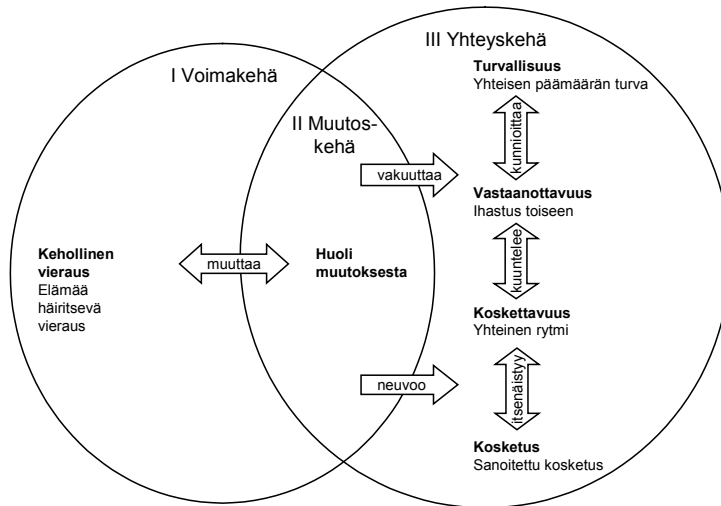 III Yhteyskehä
I Voimakehä
Turvallisuus
Yhteisen päämäärän turva
kunnioittaa
II Muutos-
kehä
vakuuttaa
Vastaanottavuus
Ihastus toiseen
kuuntelee
Kehollinen
vieraus
Elämää
häiritsevä
vieraus
muuttaa
Huoli
muutoksesta
Koskettavuus
Yhteinen rytmi
neuvoo
itsenäistyy
Kosketus
Sanoitettu kosketus